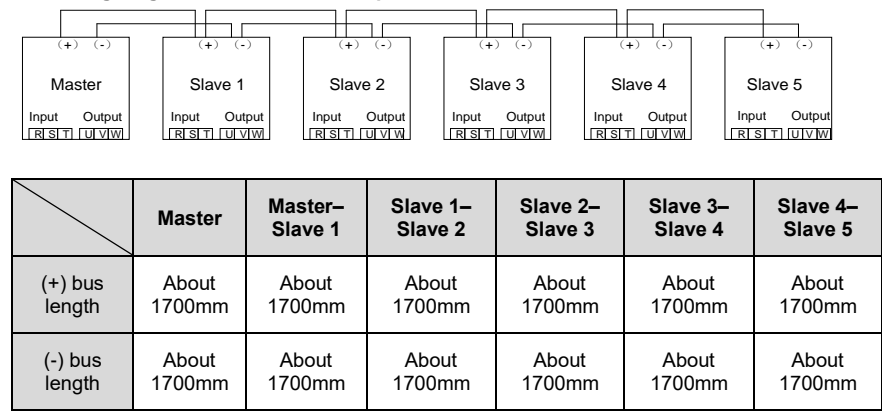 (+) (-) (+) (-) (+) (-) (+) (-) (+) (-) (+) (-)
Master Slave 1 Slave 2 Slave 3 Slave 4 Slave 5
Input Output Input Output Input Output Input Output Input Output Input Output
R S T U V W R S T U V W R S T U V W R S T U V W R S T U V W R S T U V W
Master Master– Slave 1– Slave 2– Slave 3– Slave 4–
Slave 1 Slave 2 Slave 3 Slave 4 Slave 5
(+) bus About About About About About About
length 1700mm 1700mm 1700mm 1700mm 1700mm 1700mm
(-) bus About About About About About About
length 1700mm 1700mm 1700mm 1700mm 1700mm 1700mm